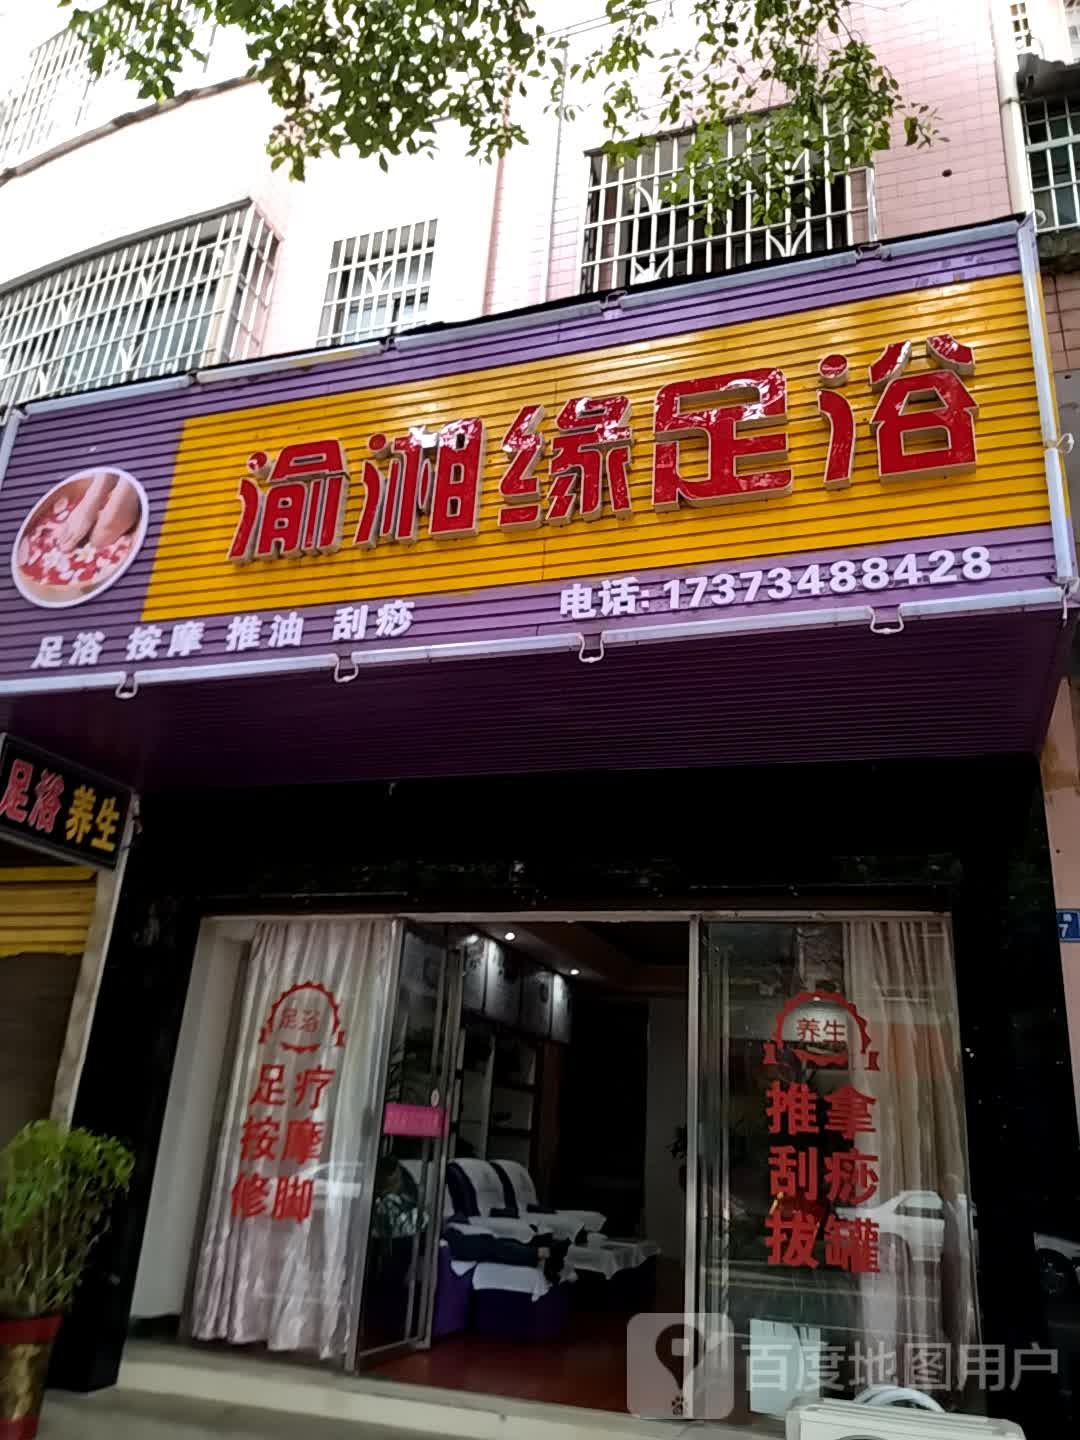 渝湘缘足浴
足浴 按摩 推油 刮痧
电话: 17373488428
足浴 养生
足浴
足疗
按摩
修脚
养生
推拿
刮痧
拔罐
7
百度地图用户